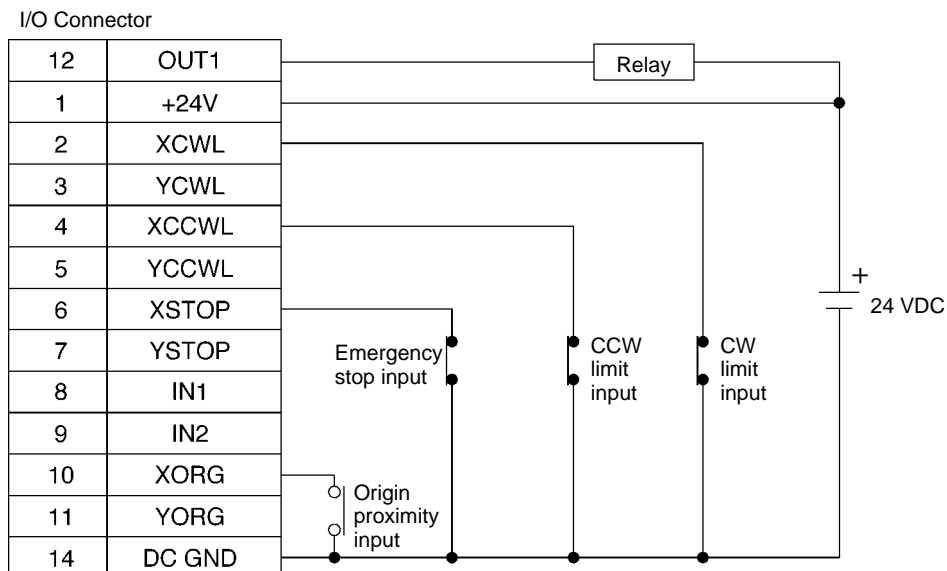 I/O Connector
12 OUT1
Relay
1 +24V
2 XCWL
3 YCWL
4 XCCWL
5 YCCWL
+
6 XSTOP
24 VDC
7 YSTOP
Emergency
stop input
CCW
limit
input
CW
limit
input
8 IN1
9 IN2
10 XORG
Origin
proximity
input
11 YORG
14 DC GND